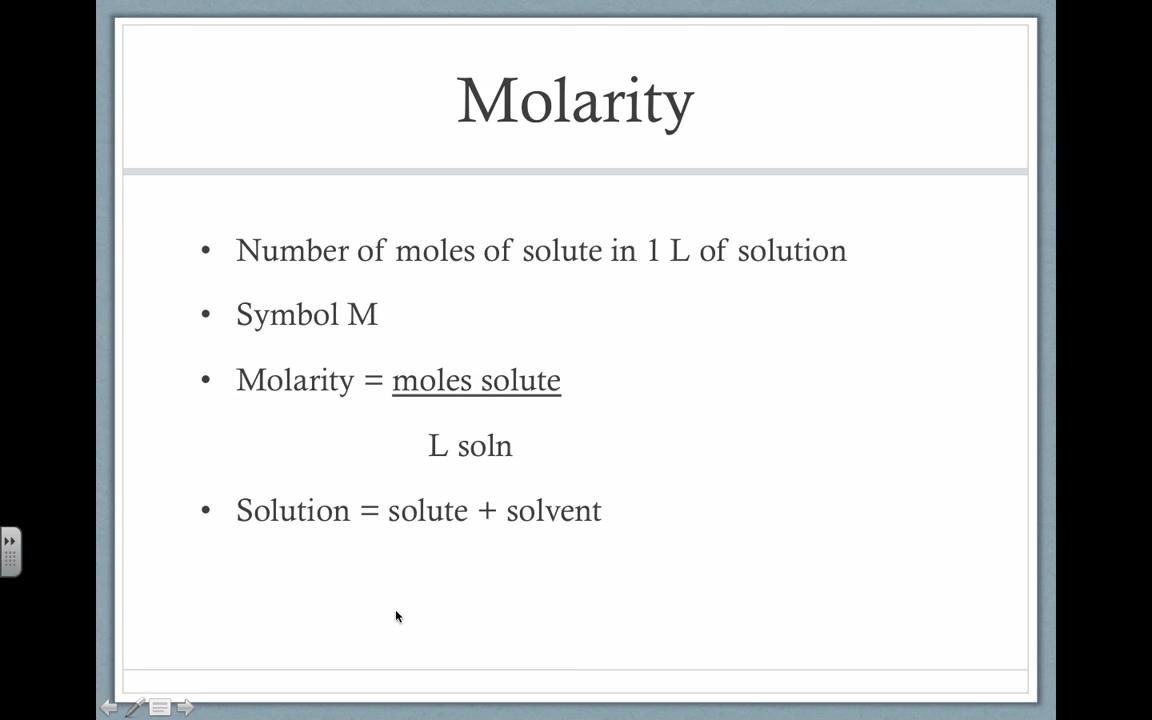 Molarity
• Number of moles of solute in 1 L of solution
• Symbol M
• Molarity = moles solute
L soln
• Solution = solute + solvent